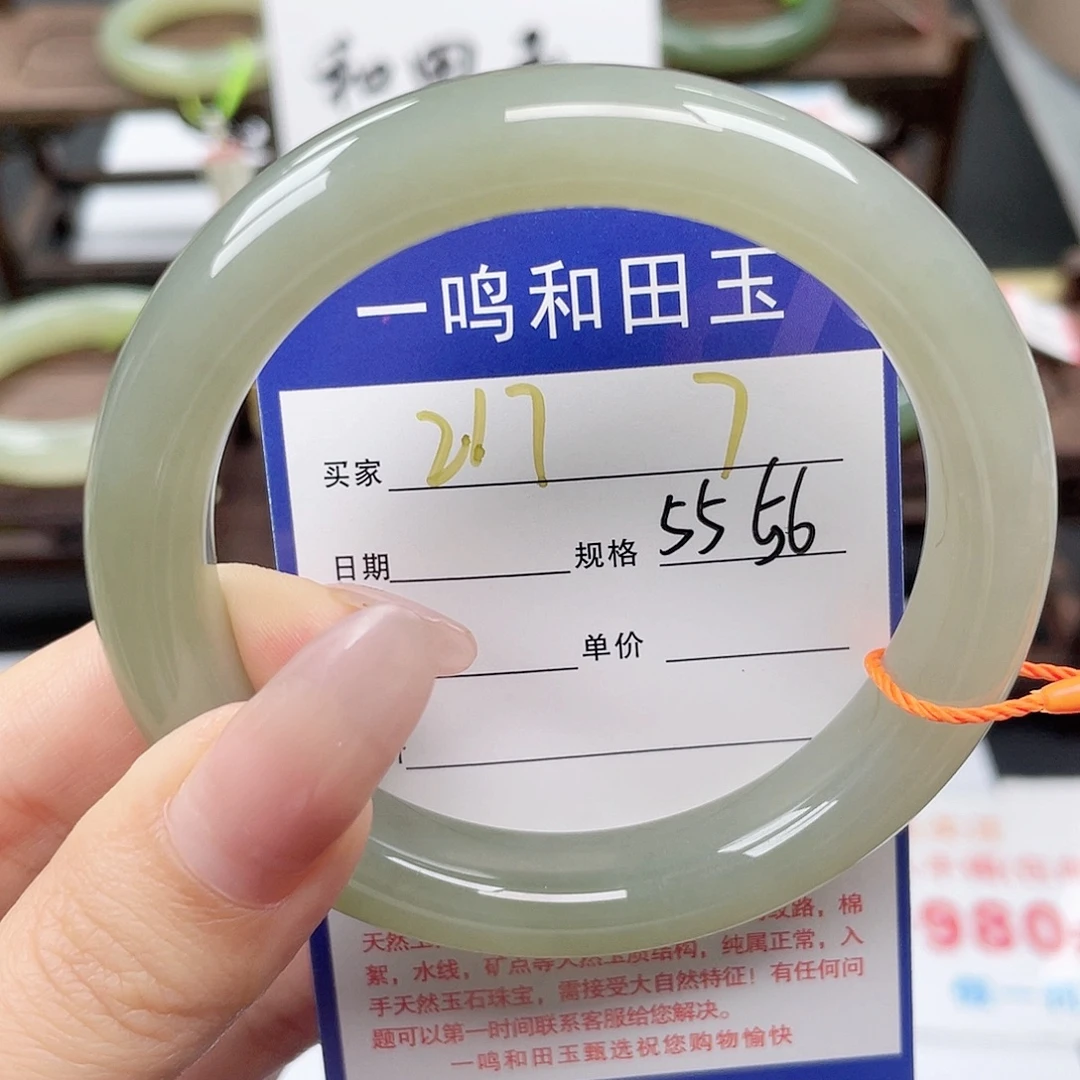 和田玉
一鸣和田玉
买家 217 7
日期 规格 55 56
单价
纹路，棉
絮，水线，矿点等天然玉质结构，纯属正常，入
手天然玉石珠宝，需接受大自然特征！有任何问
题可以第一时间联系客服给您解决。
一鸣和田玉甄选祝您购物愉快
980